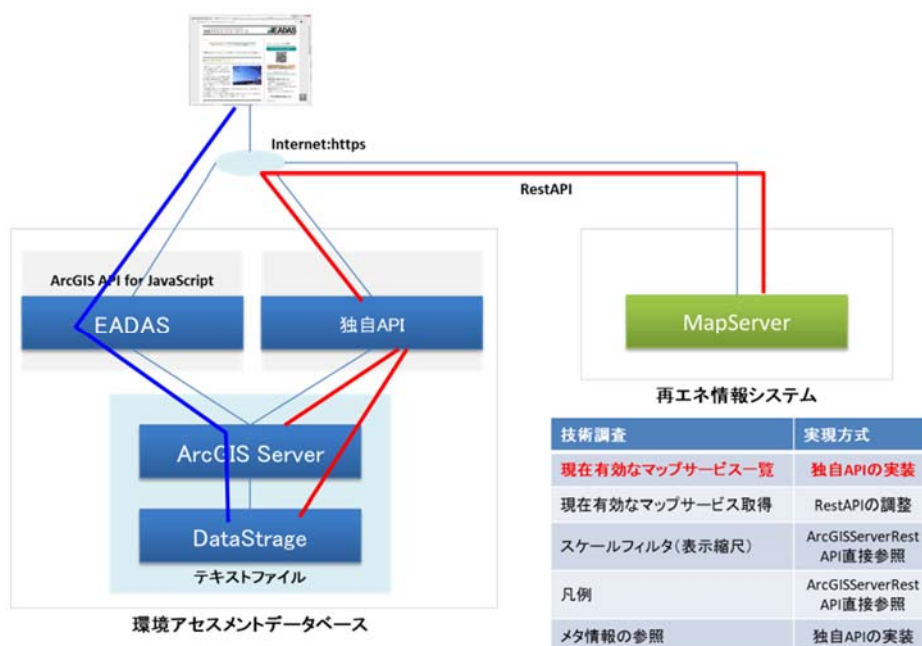 EADAS
Internet:https
RestAPI
ArcGIS API for JavaScript
EADAS
独自API
MapServer
再エネ情報システム
ArcGIS Server
DataStrage
テキストファイル
環境アセスメントデータベース
技術調査 実現方式
現在有効なマップサービス一覧 独自APIの実装
現在有効なマップサービス取得 RestAPIの調整
スケールフィルタ(表示縮尺) ArcGISServerRest
API直接参照
凡例 ArcGISServerRest
API直接参照
メタ情報の参照 独自APIの実装